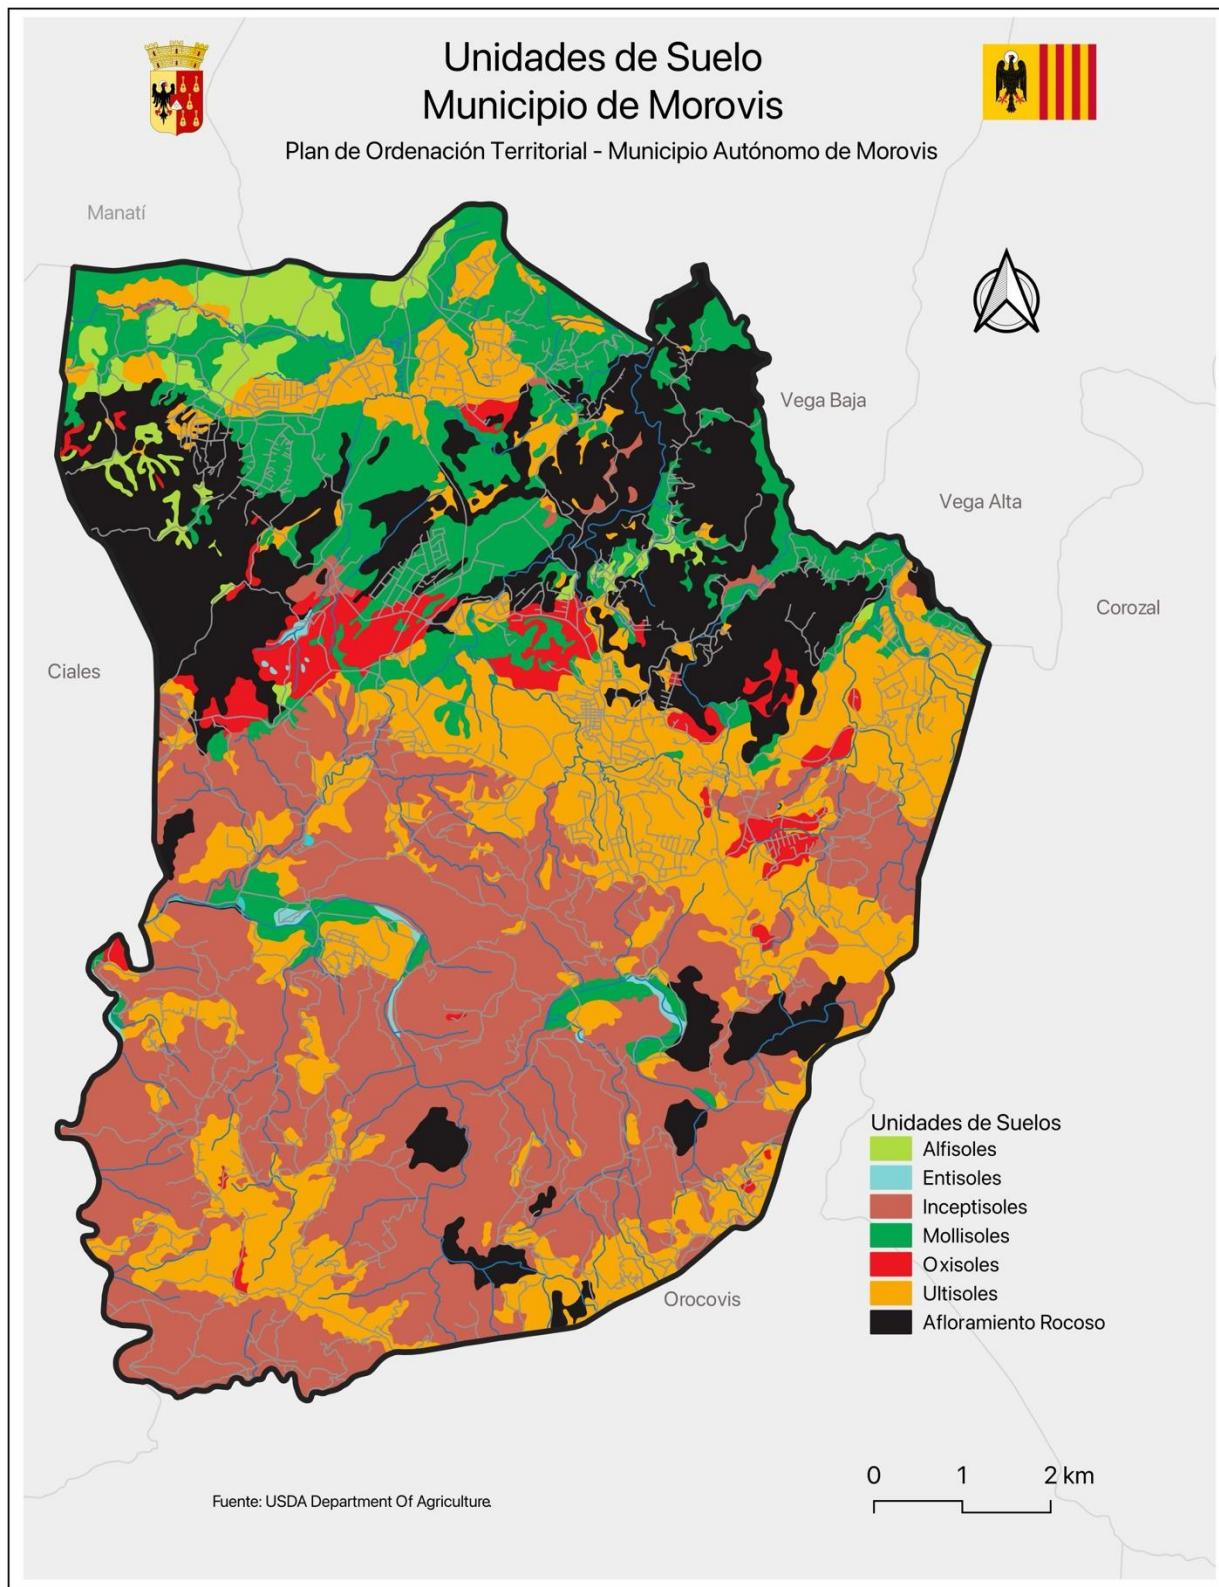 Unidades de Suelo
Municipio de Morovis
Plan de Ordenación Territorial - Municipio Autónomo de Morovis
Manatí
Vega Baja
Vega Alta
Corozal
Ciales
Unidades de Suelos
Alfisoles
Entisoles
Inceptisoles
Mollisoles
Oxisoles
Ultisoles
Afloramiento Rocoso
Orocovis
0 1 2 km
Fuente: USDA Department Of Agriculture.